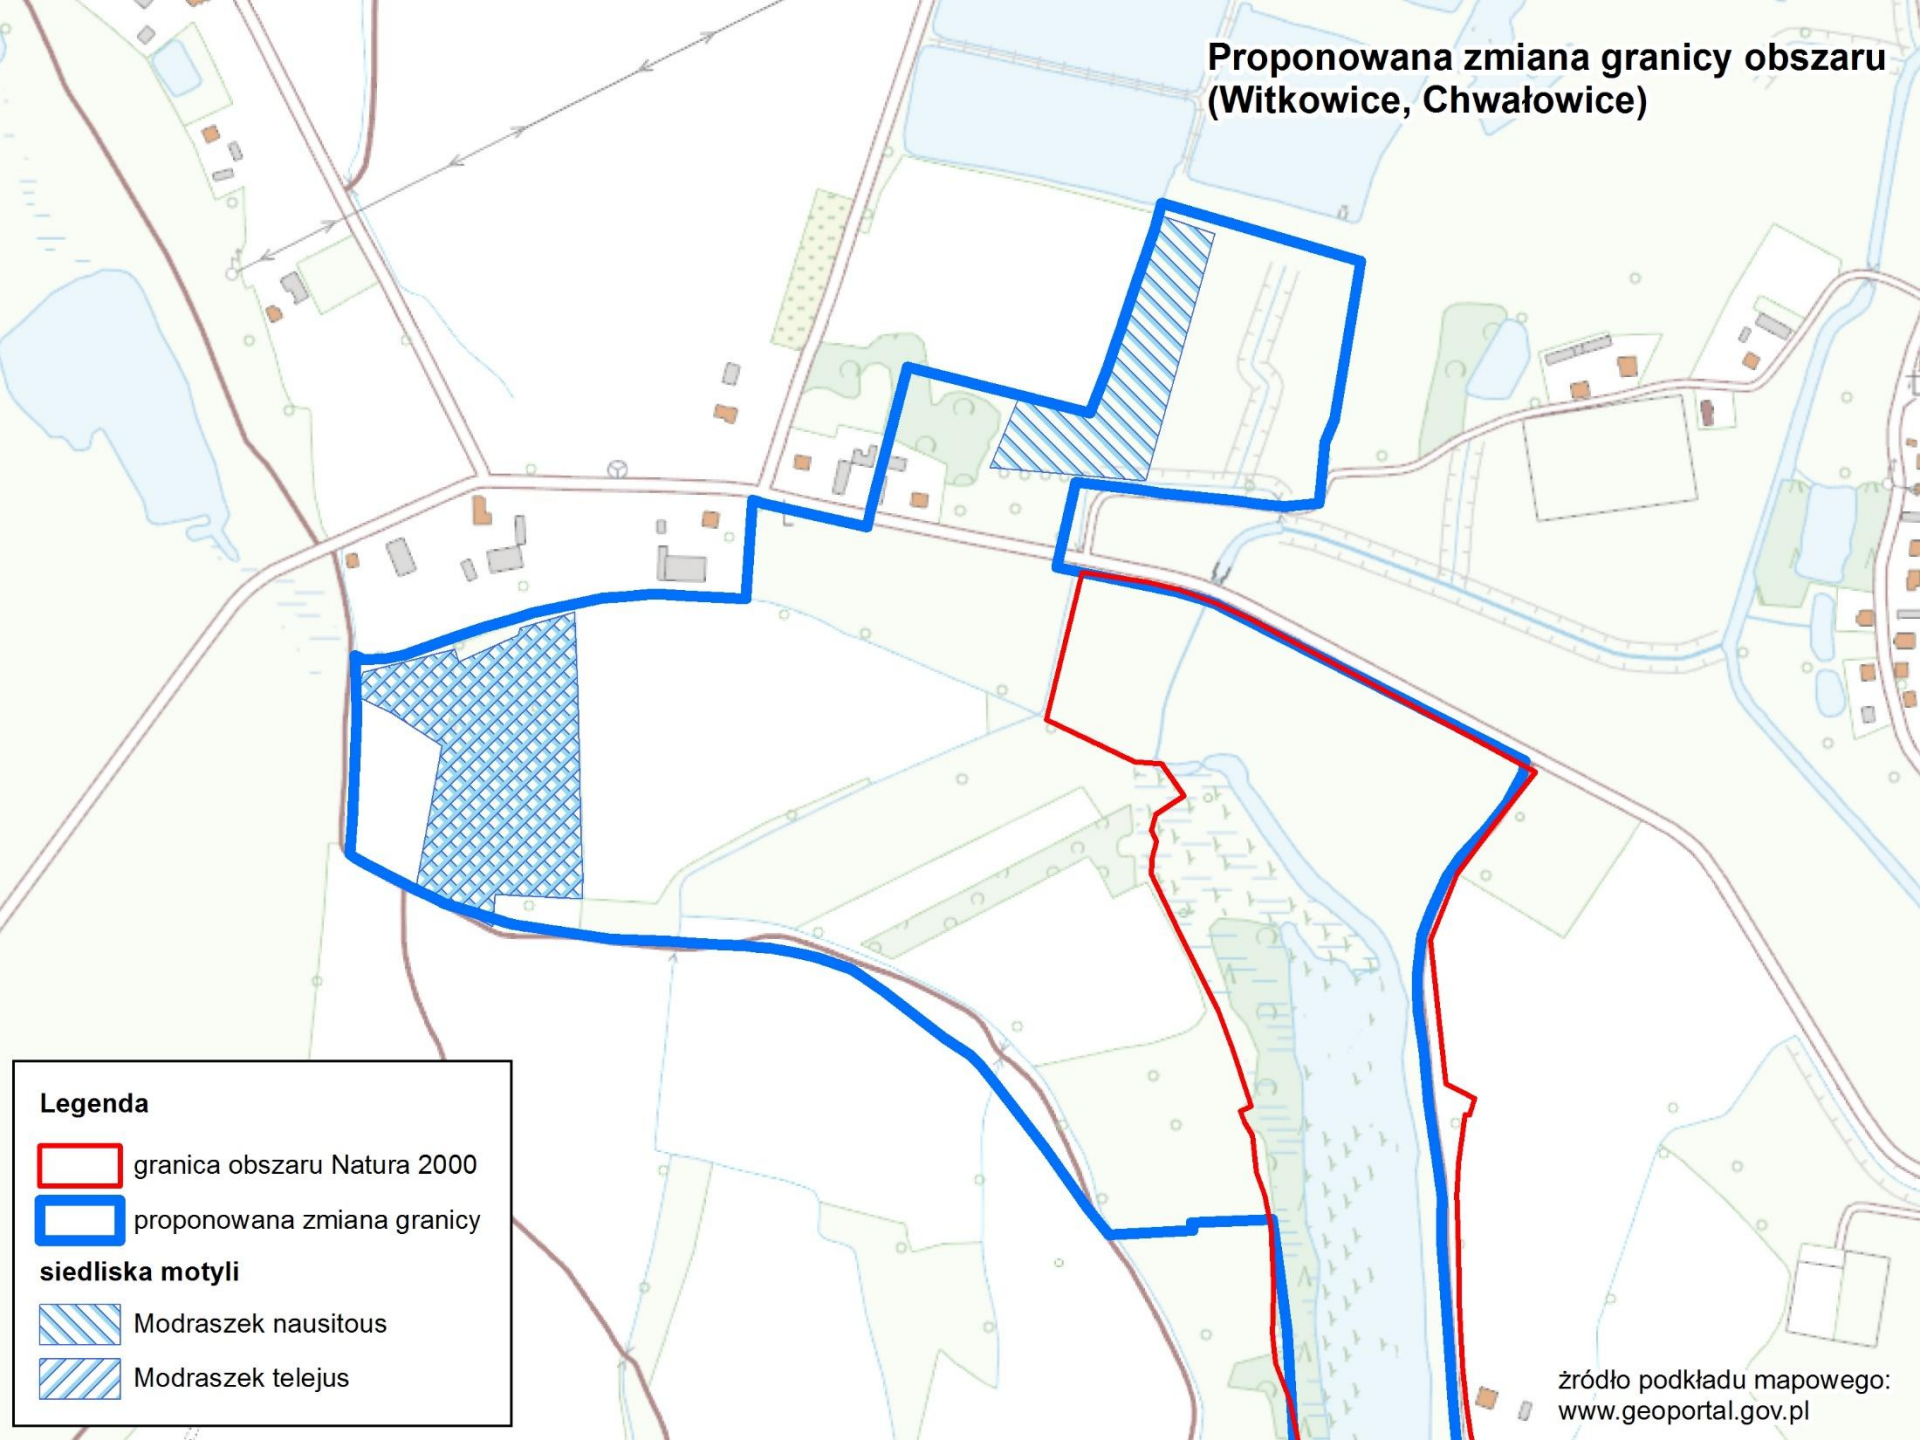 Proponowana zmiana granicy obszaru
(Witkowice, Chwałowice)
Legenda
granica obszaru Natura 2000
proponowana zmiana granicy
siedliska motyli
Modraszek nausitous
Modraszek telejus
żródło podkładu mapowego:
www.geoportal.gov.pl